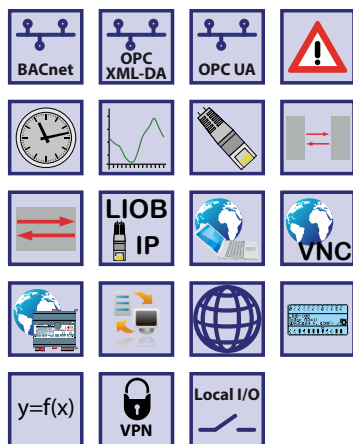 BACnet
OPC
XML-DA
OPC UA
LIOB
IP
VNC
y=f(x)
VPN
Local I/O